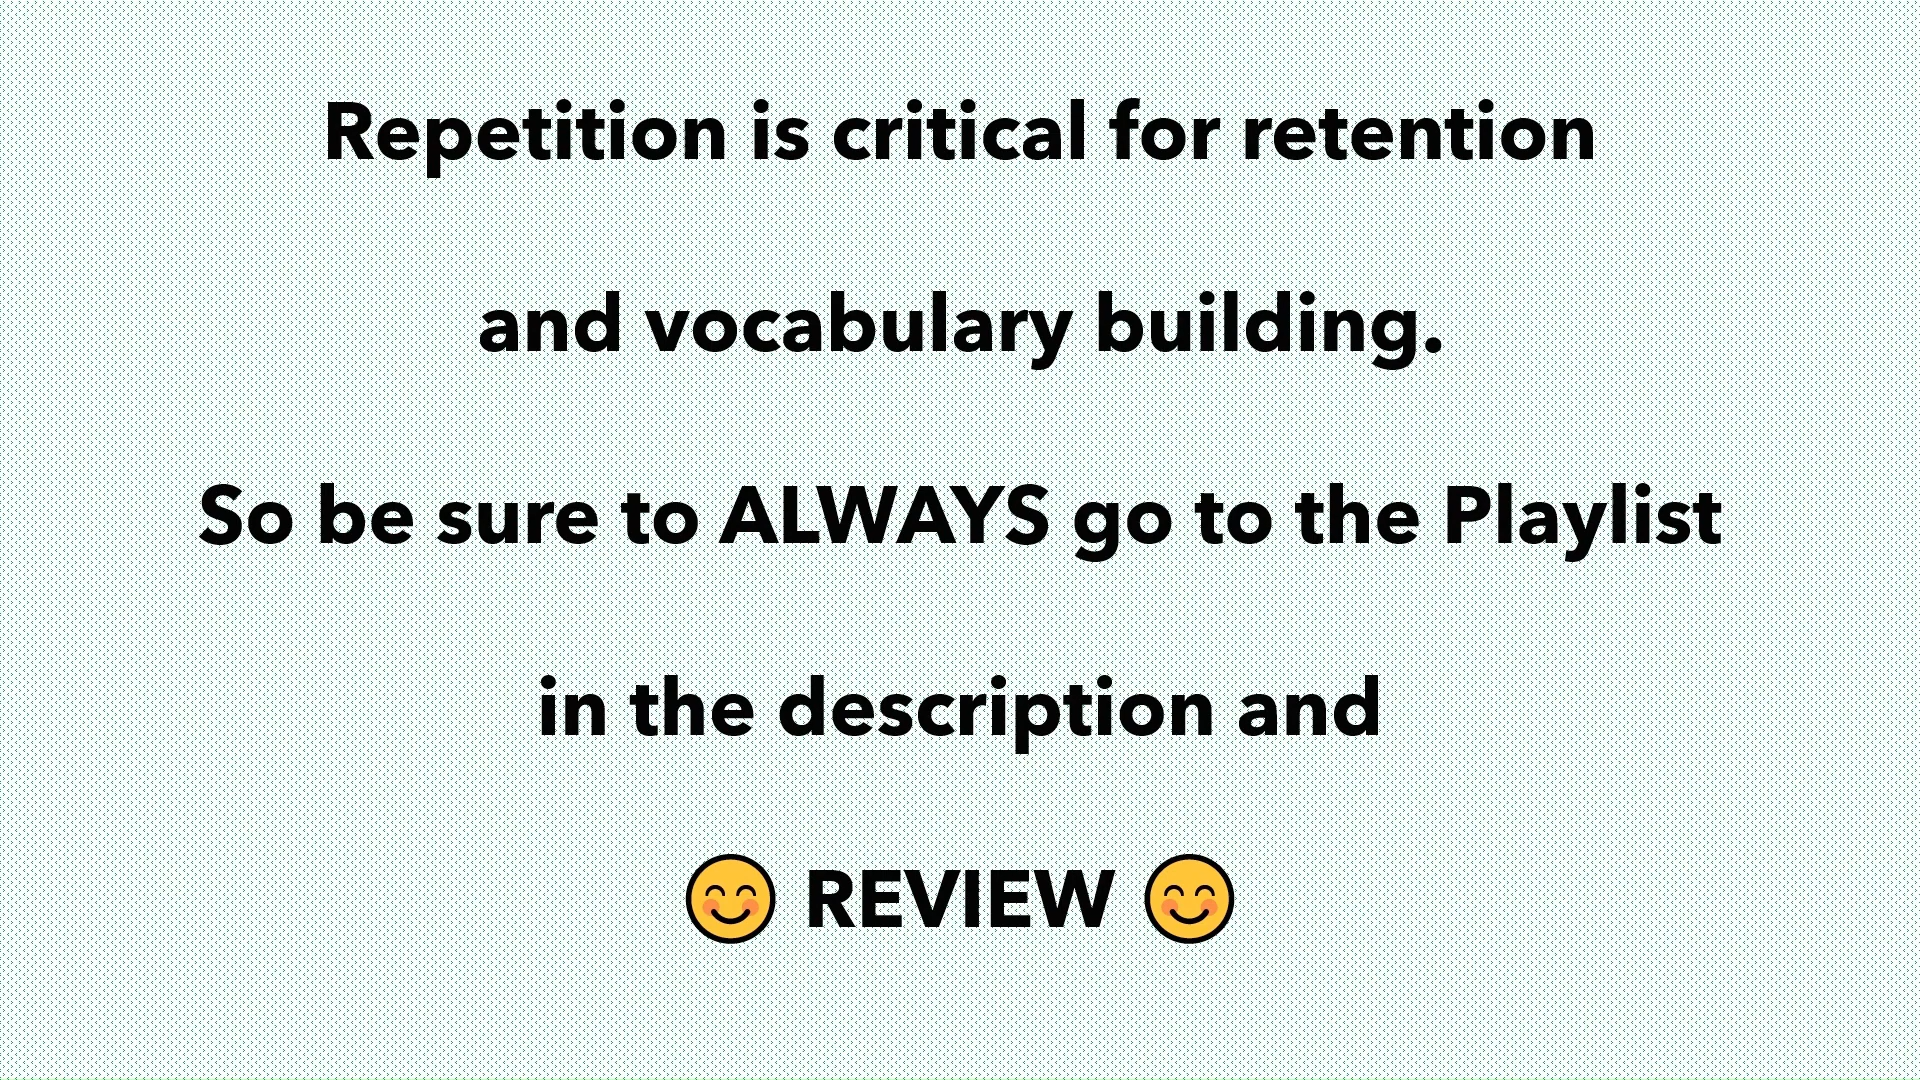 Repetition is critical for retention
and vocabulary building.
So be sure to ALWAYS go to the Playlist
in the description and
😊 REVIEW 😊